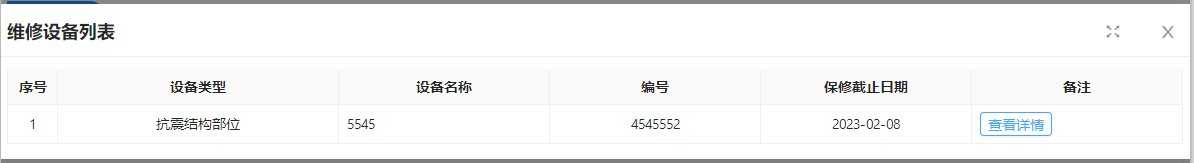 维修设备列表
序号 设备类型 设备名称 编号 保修截止日期 备注
1 抗震结构部位 5545 4545552 2023-02-08 查看详情